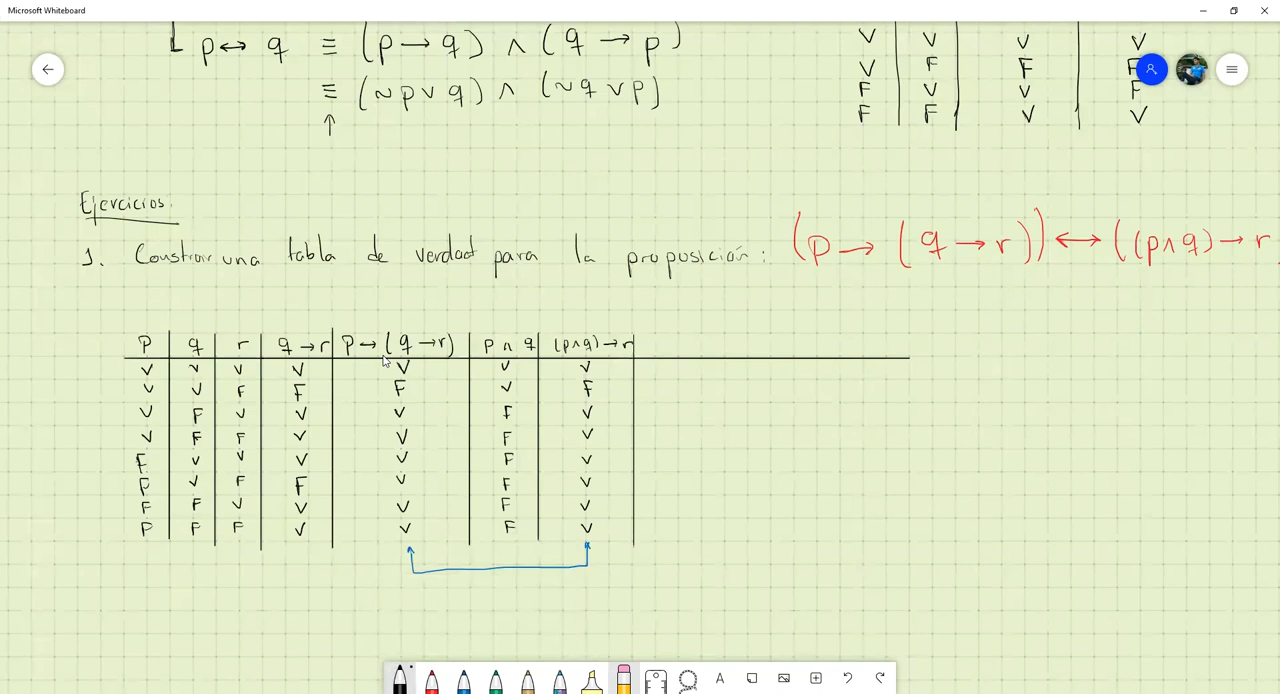 Microsoft Whiteboard
p ↔ q ≡ (p → q) ∧ (q → p)
≡ (~p ∨ q) ∧ (~q ∨ p)
↑
V V V V
V F F F
F V V F
F F V V
Ejercicios.
1. Construir una tabla de verdad para la proposición: (p → (q → r)) ↔ ((p ∧ q) → r
p q r q → r p → (q → r) p ∧ q (p ∧ q) → r
V V V V V V V
V V F F F V F
V F V V V F V
V F F V V F V
F V V V V F V
F V F F V F V
F F V V V F V
F F F V V F V
A